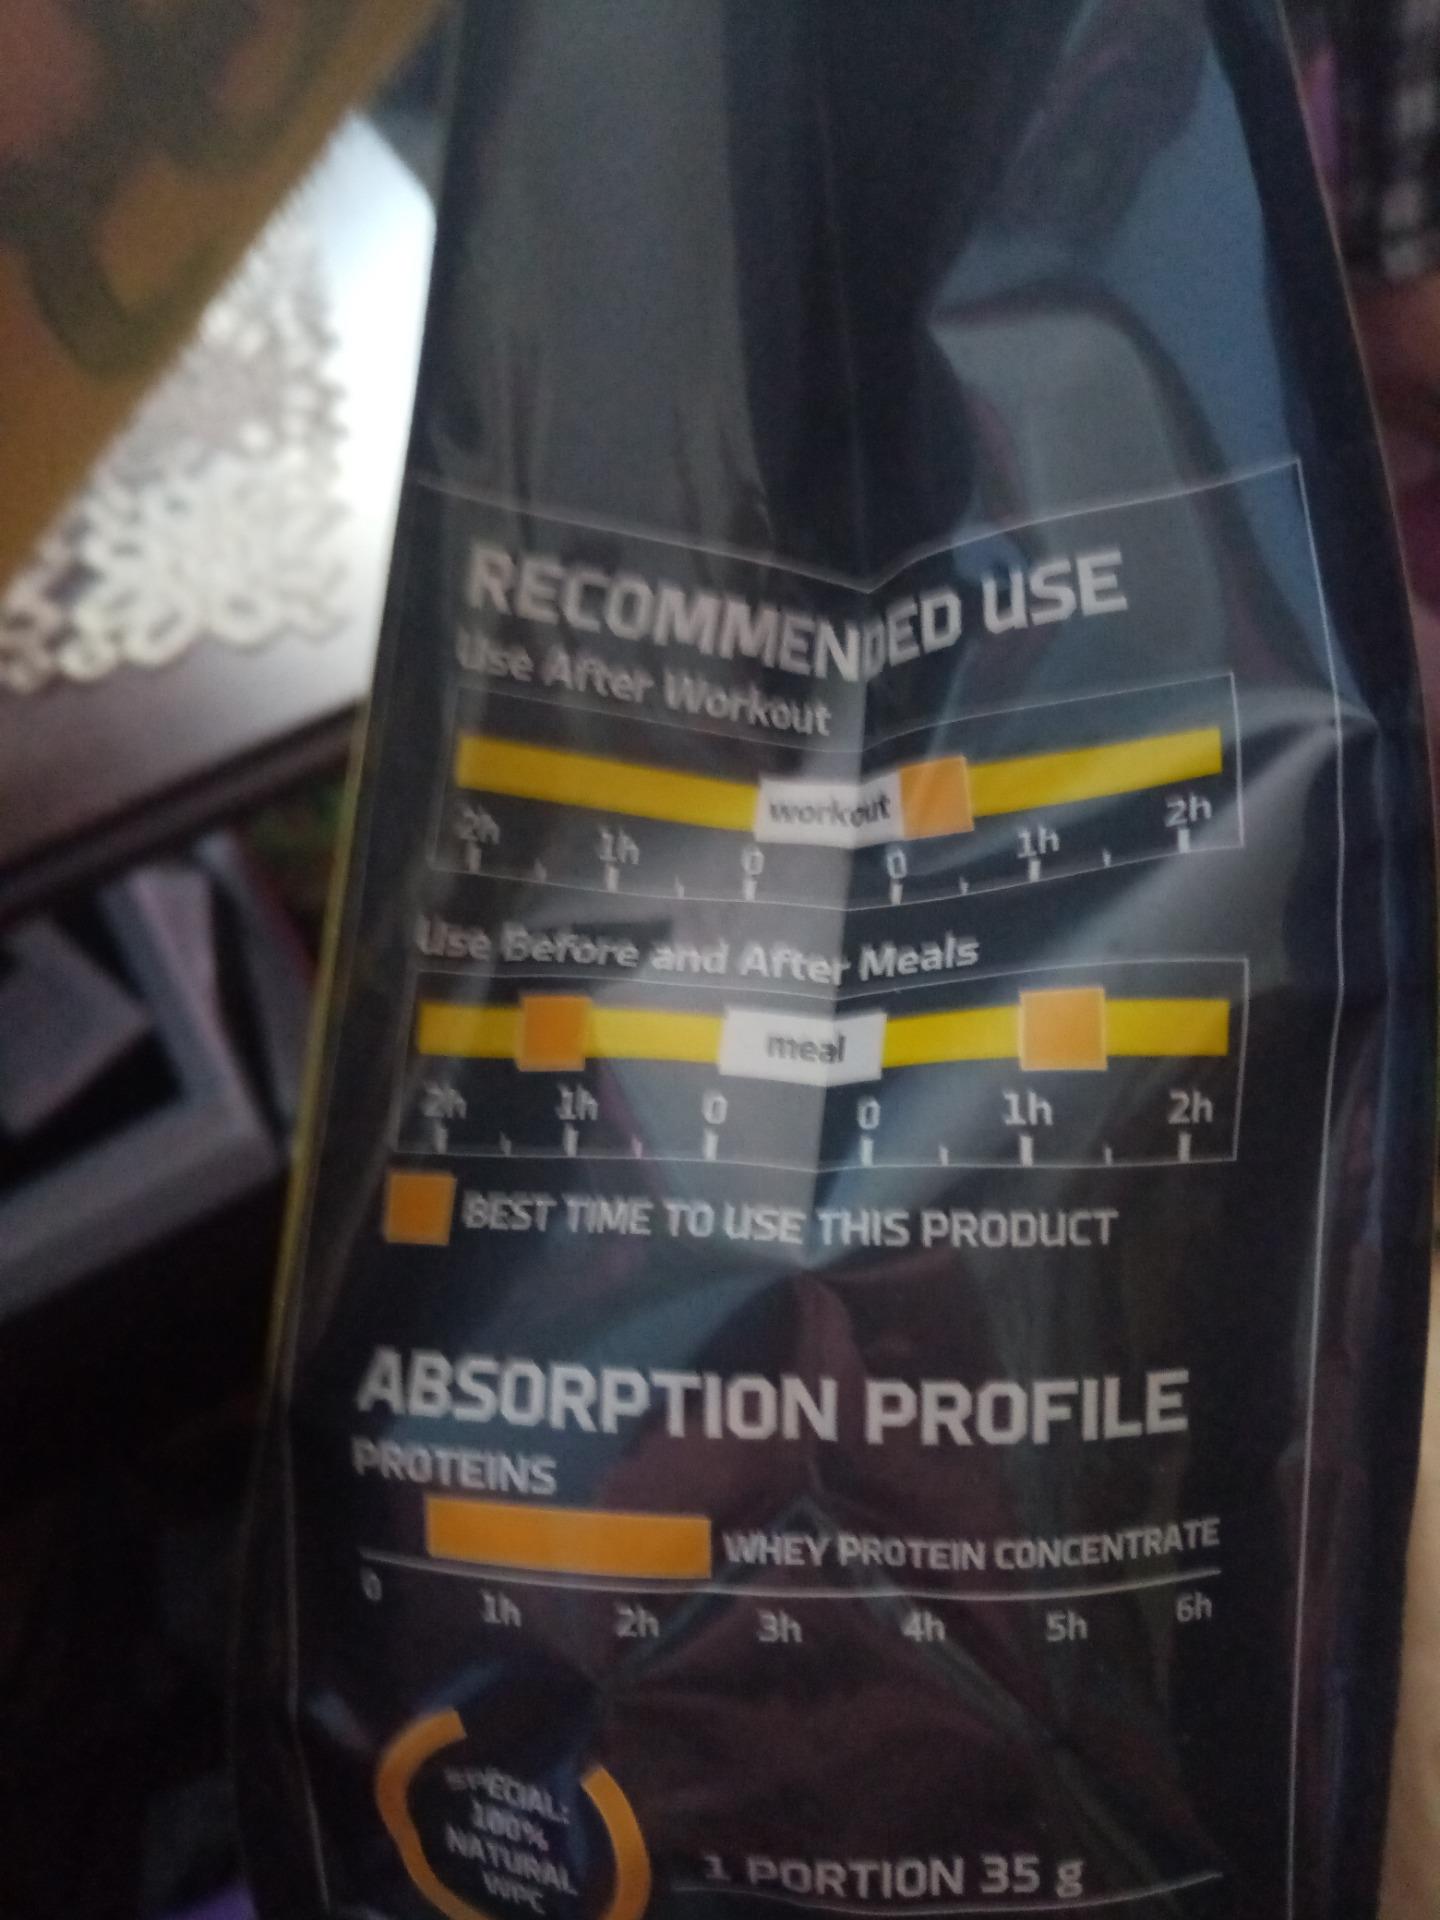 RECOMMENDED USE
Use After Workout
workout
2h 1h 0 0 1h 2h
Use Before and After Meals
meal
2h 1h 0 0 1h 2h
BEST TIME TO USE THIS PRODUCT
ABSORPTION PROFILE
PROTEINS
WHEY PROTEIN CONCENTRATE
0 1h 2h 3h 4h 5h 6h
SPECIAL:
100%
NATURAL
WPC
1 PORTION 35 g